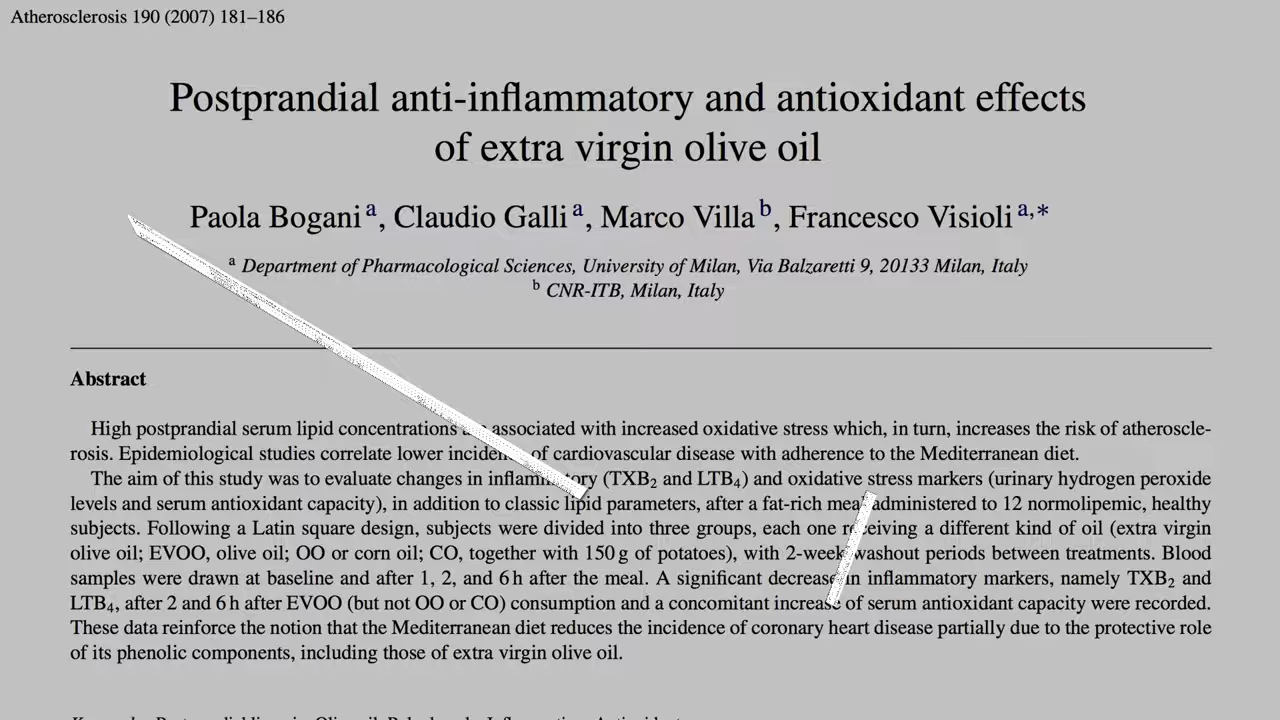 Atherosclerosis 190 (2007) 181–186
Postprandial anti-inflammatory and antioxidant effects
of extra virgin olive oil
Paola Bogani a, Claudio Galli a, Marco Villa b, Francesco Visioli a,*
a Department of Pharmacological Sciences, University of Milan, Via Balzaretti 9, 20133 Milan, Italy
b CNR-ITB, Milan, Italy
Abstract
High postprandial serum lipid concentrations associated with increased oxidative stress which, in turn, increases the risk of atheroscle-
rosis. Epidemiological studies correlate lower incidence of cardiovascular disease with adherence to the Mediterranean diet.
The aim of this study was to evaluate changes in inflammatory (TXB2 and LTB4) and oxidative stress markers (urinary hydrogen peroxide
levels and serum antioxidant capacity), in addition to classic lipid parameters, after a fat-rich meal administered to 12 normolipemic, healthy
subjects. Following a Latin square design, subjects were divided into three groups, each one receiving a different kind of oil (extra virgin
olive oil; EVOO, olive oil; OO or corn oil; CO, together with 150 g of potatoes), with 2-week washout periods between treatments. Blood
samples were drawn at baseline and after 1, 2, and 6 h after the meal. A significant decrease in inflammatory markers, namely TXB2 and
LTB4, after 2 and 6 h after EVOO (but not OO or CO) consumption and a concomitant increase of serum antioxidant capacity were recorded.
These data reinforce the notion that the Mediterranean diet reduces the incidence of coronary heart disease partially due to the protective role
of its phenolic components, including those of extra virgin olive oil.